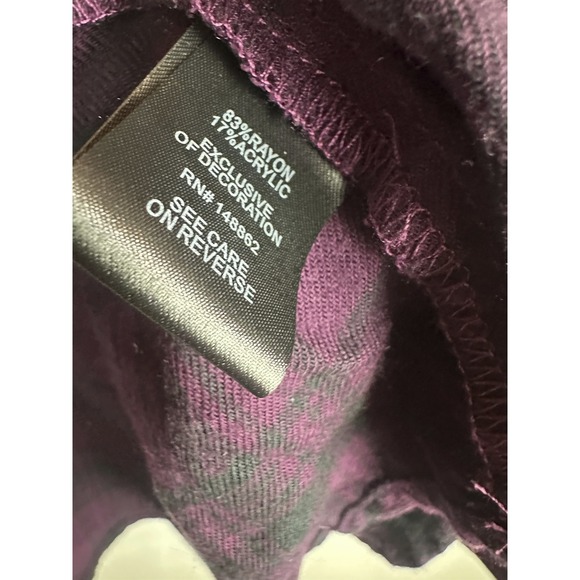 83%RAYON
17%ACRYLIC
EXCLUSIVE
OF DECORATION
RN# 148862
SEE CARE
ON REVERSE